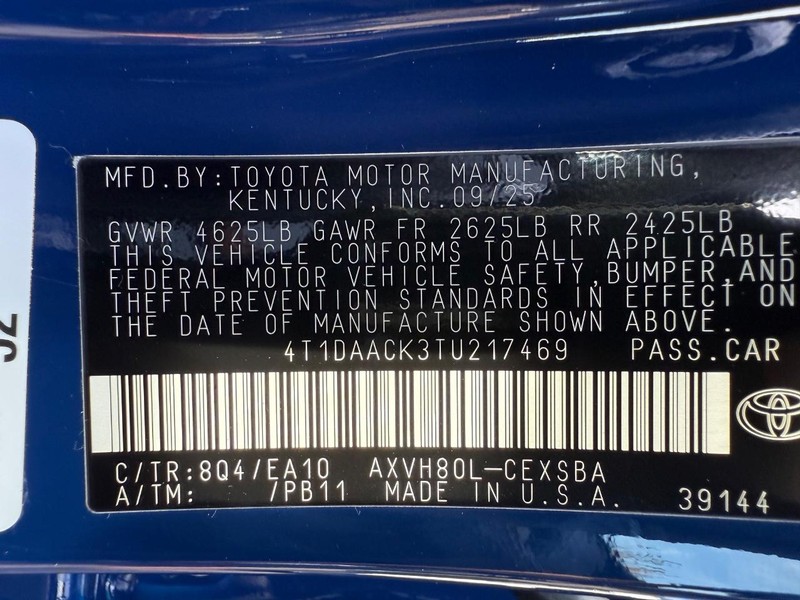 MFD.BY:TOYOTA MOTOR MANUFACTURING,
KENTUCKY,INC.09/25
GVWR 4625LB GAWR FR 2625LB RR 2425LB
THIS VEHICLE CONFORMS TO ALL APPLICABLE
FEDERAL MOTOR VEHICLE SAFETY,BUMPER,AND
THEFT PREVENTION STANDARDS IN EFFECT ON
THE DATE OF MANUFACTURE SHOWN ABOVE.
4T1DAACK3TU217469 PASS.CAR
C/TR:8Q4/EA10 AXVH80L-CEXSBA
A/TM: /PB11 MADE IN U.S.A. 39144